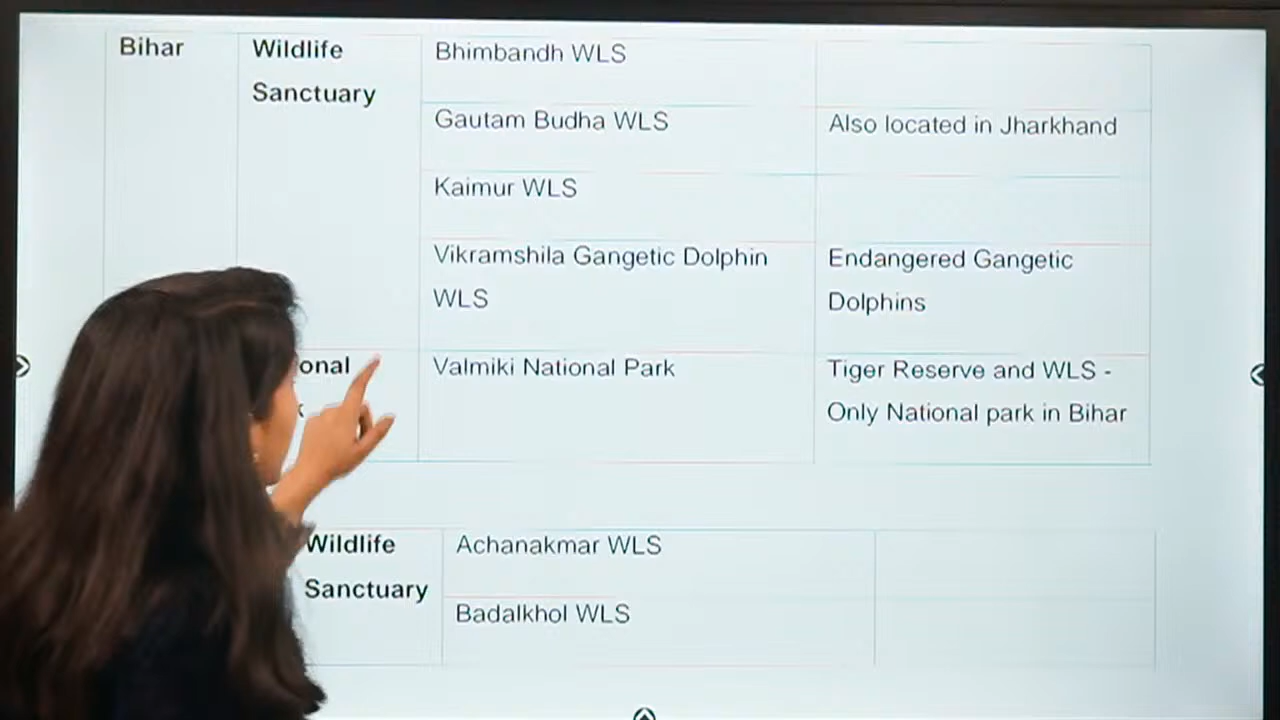 Bihar
Wildlife
Sanctuary
Bhimbandh WLS
Gautam Budha WLS
Also located in Jharkhand
Kaimur WLS
Vikramshila Gangetic Dolphin
WLS
Endangered Gangetic
Dolphins
onal
Valmiki National Park
Tiger Reserve and WLS -
Only National park in Bihar
Wildlife
Sanctuary
Achanakmar WLS
Badalkhol WLS